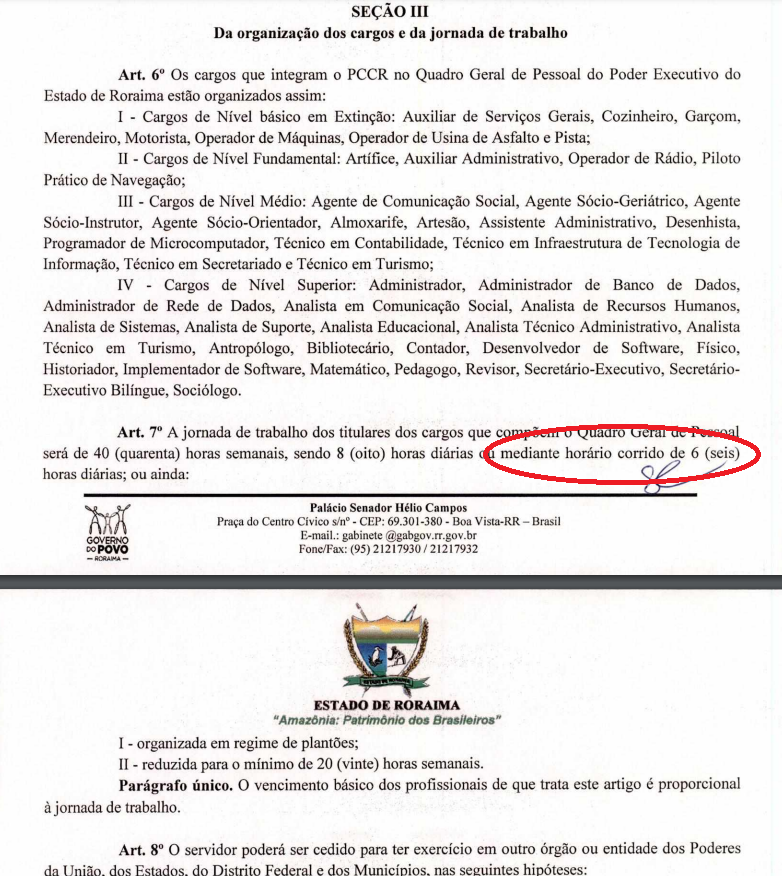 SEÇÃO III
Da organização dos cargos e da jornada de trabalho
Art. 6º Os cargos que integram o PCCR no Quadro Geral de Pessoal do Poder Executivo do
Estado de Roraima estão organizados assim:
I - Cargos de Nível básico em Extinção: Auxiliar de Serviços Gerais, Cozinheiro, Garçom,
Merendeiro, Motorista, Operador de Máquinas, Operador de Usina de Asfalto e Pista;
II - Cargos de Nível Fundamental: Artífice, Auxiliar Administrativo, Operador de Rádio, Piloto
Prático de Navegação;
III - Cargos de Nível Médio: Agente de Comunicação Social, Agente Sócio-Geriátrico, Agente
Sócio-Instrutor, Agente Sócio-Orientador, Almoxarife, Artesão, Assistente Administrativo, Desenhista,
Programador de Microcomputador, Técnico em Contabilidade, Técnico em Infraestrutura de Tecnologia de
Informação, Técnico em Secretariado e Técnico em Turismo;
IV - Cargos de Nível Superior: Administrador, Administrador de Banco de Dados,
Administrador de Rede de Dados, Analista em Comunicação Social, Analista de Recursos Humanos,
Analista de Sistemas, Analista de Suporte, Analista Educacional, Analista Técnico Administrativo, Analista
Técnico em Turismo, Antropólogo, Bibliotecário, Contador, Desenvolvedor de Software, Físico,
Historiador, Implementador de Software, Matemático, Pedagogo, Revisor, Secretário-Executivo, Secretário-
Executivo Bilíngue, Sociólogo.
Art. 7º A jornada de trabalho dos titulares dos cargos que compõem o Quadro Geral de Pessoal
será de 40 (quarenta) horas semanais, sendo 8 (oito) horas diárias ou mediante horário corrido de 6 (seis)
horas diárias; ou ainda:
GOVERNO
DO POVO
RORAIMA
Palácio Senador Hélio Campos
Praça do Centro Cívico s/nº - CEP: 69.301-380 - Boa Vista-RR – Brasil
E-mail.: gabinete @gabgov.rr.gov.br
Fone/Fax: (95) 21217930 / 21217932
ESTADO DE RORAIMA
"Amazônia: Patrimônio dos Brasileiros"
I - organizada em regime de plantões;
II - reduzida para o mínimo de 20 (vinte) horas semanais.
Parágrafo único. O vencimento básico dos profissionais de que trata este artigo é proporcional
à jornada de trabalho.
Art. 8º O servidor poderá ser cedido para ter exercício em outro órgão ou entidade dos Poderes
da União, dos Estados, do Distrito Federal e dos Municípios, nas seguintes hipóteses: